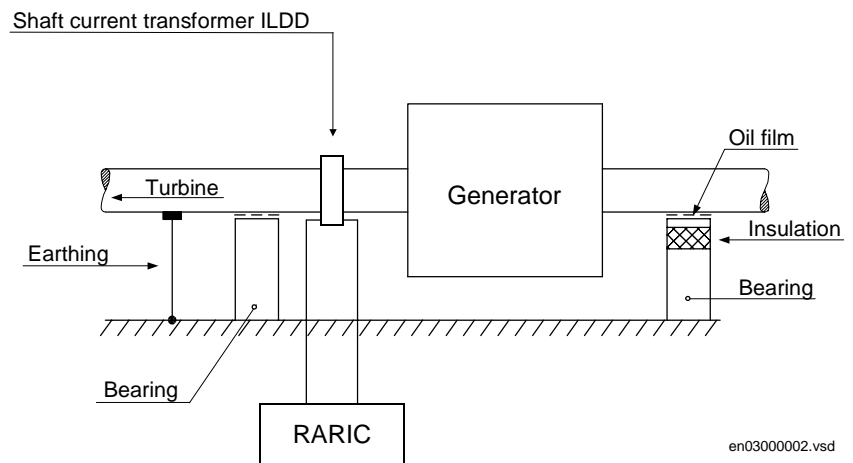 Shaft current transformer ILDD
Oil film
Turbine
Generator
Insulation
Earthing
Bearing
Bearing
RARIC
en03000002.vsd